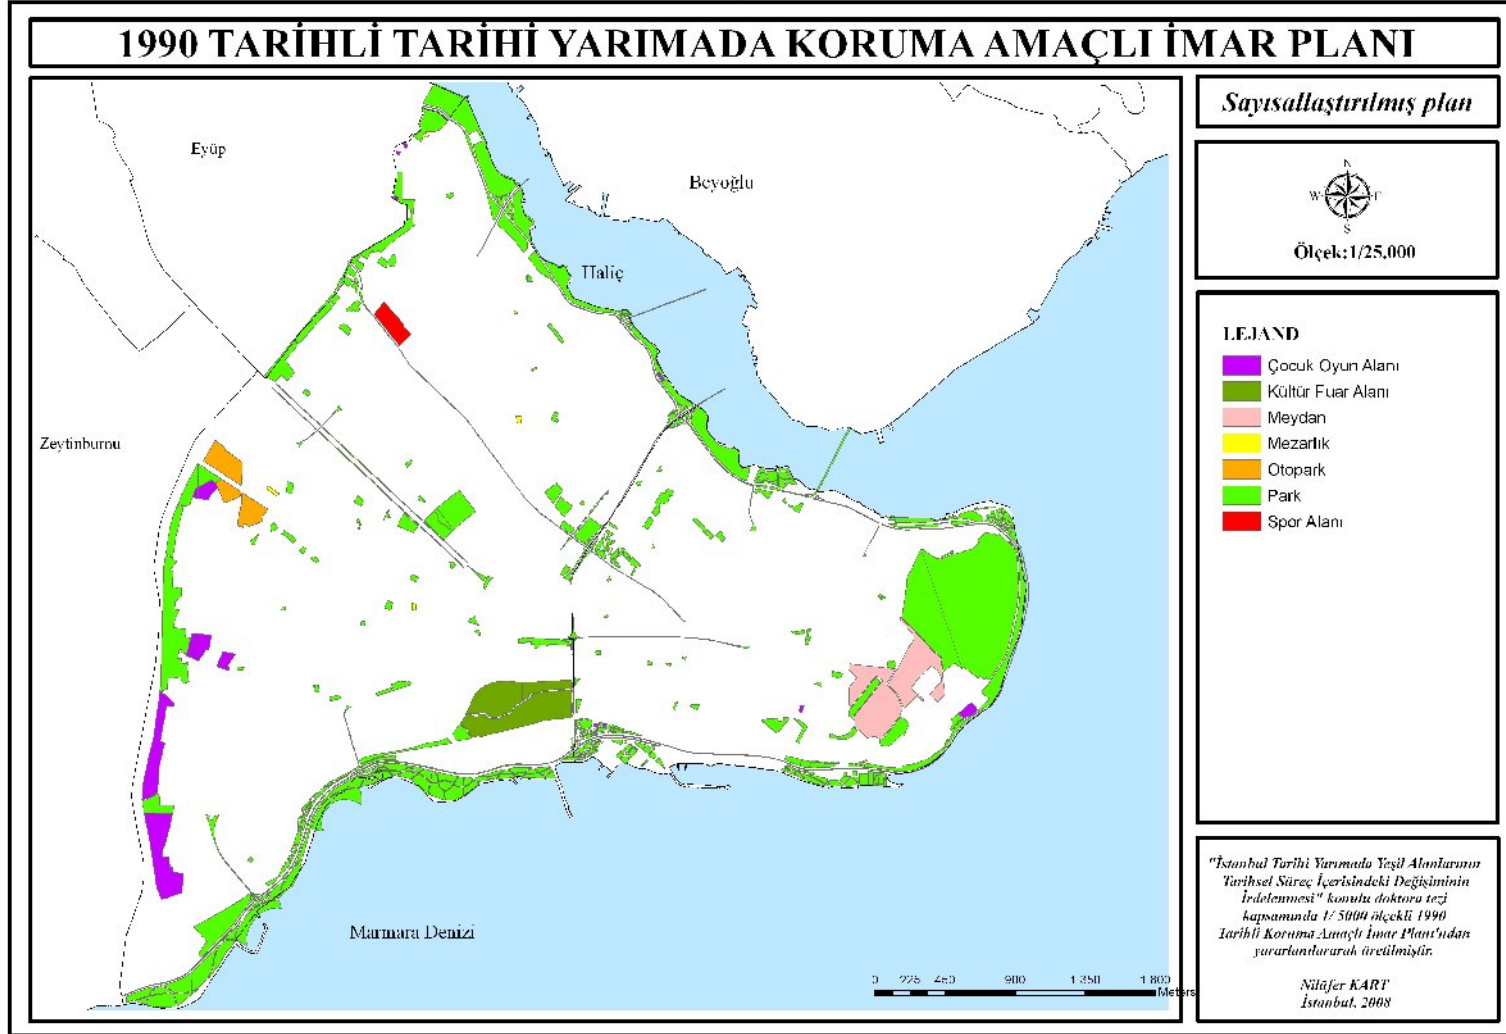 1990 TARİHLİ TARİHİ YARIMADA KORUMA AMAÇLI İMAR PLANI
Sayısallaştırılmış plan
N
W
S
Ölçek:1/25.000
Eyüp
Beyoğlu
Haliç
Zeytinburnu
Marmara Denizi
LEJAND
Çocuk Oyun Alanı
Kültür Fuar Alanı
Meydan
Mezarlık
Otopark
Park
Spor Alanı
0 225 450 900 1.350 1.800
Meters
"İstanbul Tarihi Yarımada Yeşil Alanlarının
Tarihsel Süreç İçerisindeki Değişiminin
İrdelenmesi" konulu doktora tezi
kapsamında 1/ 5000 ölçekli 1990
Tarihli Koruma Amaçlı İmar Planı'ndan
yararlanılararak üretilmiştir.
Nilüfer KART
İstanbul, 2008